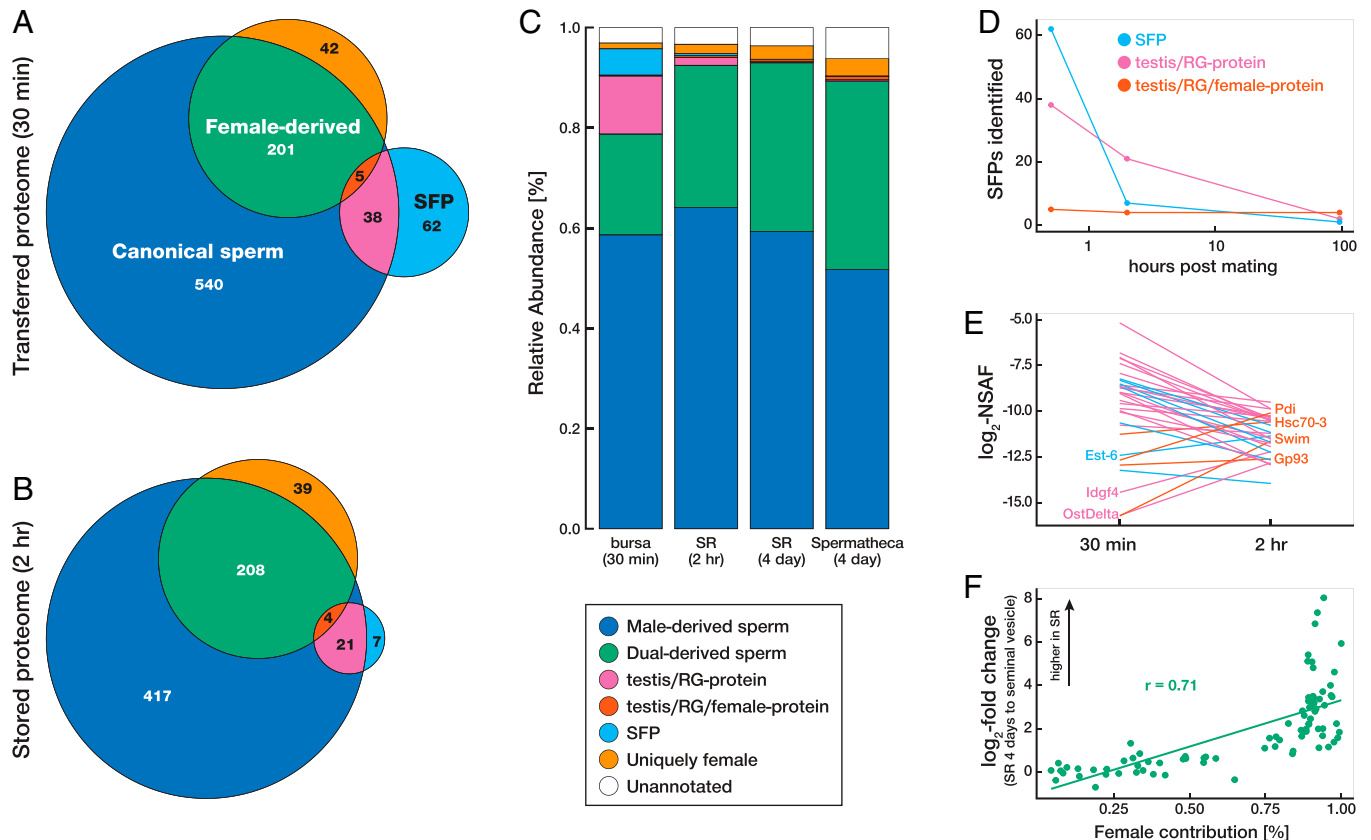 A
Transferred proteome (30 min)
42
Female-derived
201
5
38
SFP
62
Canonical sperm
540
B
Stored proteome (2 hr)
39
208
4
21
7
417
C
Relative Abundance [%]
1.0
0.8
0.6
0.4
0.2
0.0
bursa
(30 min)
SR
(2 hr)
SR
(4 day)
Spermatheca
(4 day)
Male-derived sperm
Dual-derived sperm
testis/RG-protein
testis/RG/female-protein
SFP
Uniquely female
Unannotated
D
SFPs identified
60
40
20
0
SFP
testis/RG-protein
testis/RG/female-protein
1
10
100
hours post mating
E
log2-NSAF
-5.0
-7.5
-10.0
-12.5
-15.0
Est-6
Idgf4
OstDelta
Pdi
Hsc70-3
Swim
Gp93
30 min
2 hr
F
log2-fold change
(SR 4 days to seminal vesicle)
8
6
4
2
0
higher in SR
r = 0.71
0.25
0.50
0.75
1.00
Female contribution [%]